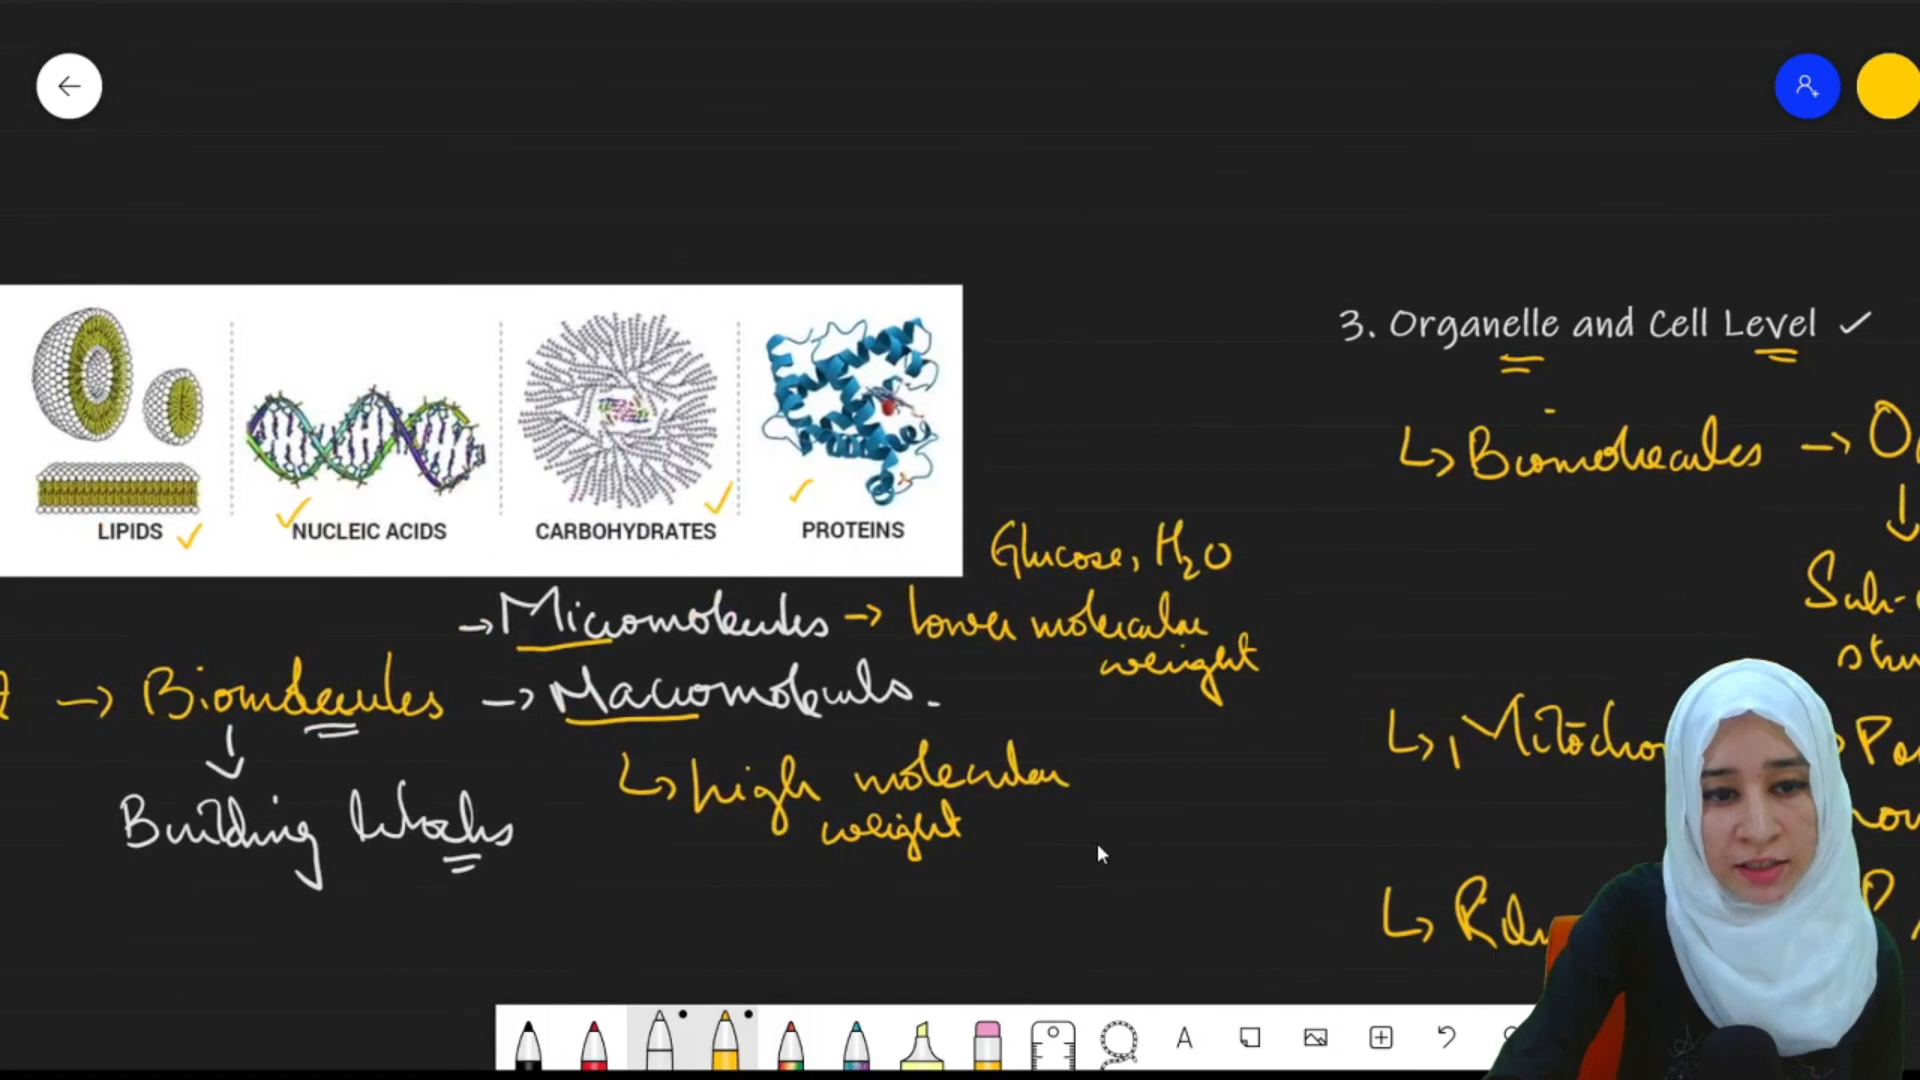 3. Organelle and Cell Level ✓
LIPIDS NUCLEIC ACIDS CARBOHYDRATES PROTEINS
↳ Biomolecules →
Glucose, H₂O
→ Micromolecules → lower molecular
weight
→ Biomolecules → Macromolecules.
↳ high molecular
weight
↓
Building blocks
A